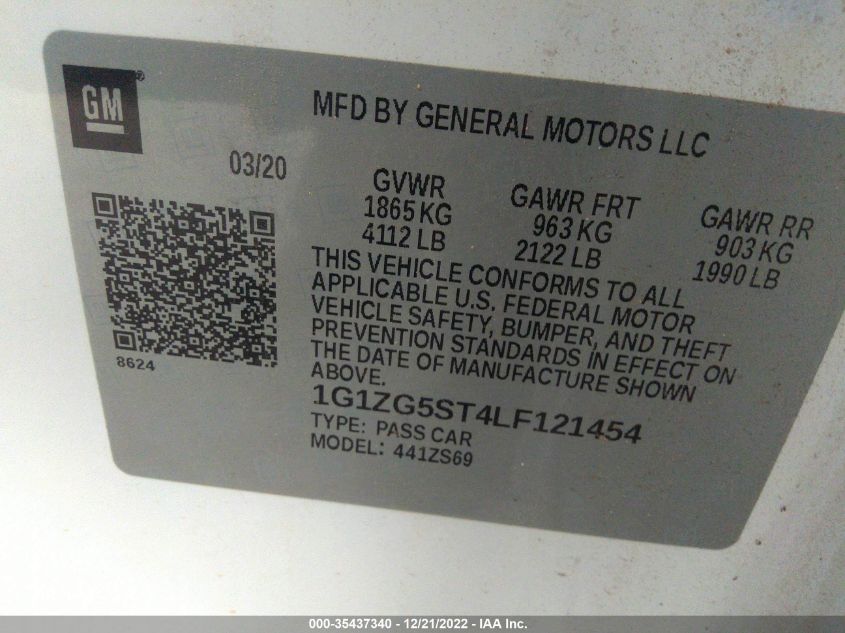 GM®
MFD BY GENERAL MOTORS LLC
03/20
GVWR
1865 KG
4112 LB
GAWR FRT
963 KG
2122 LB
GAWR RR
903 KG
1990 LB
THIS VEHICLE CONFORMS TO ALL
APPLICABLE U.S. FEDERAL MOTOR
VEHICLE SAFETY, BUMPER, AND THEFT
PREVENTION STANDARDS IN EFFECT ON
THE DATE OF MANUFACTURE SHOWN
ABOVE.
8624
1G1ZG5ST4LF121454
TYPE: PASS CAR
MODEL: 441ZS69
000-35437340 - 12/21/2022 - IAA Inc.